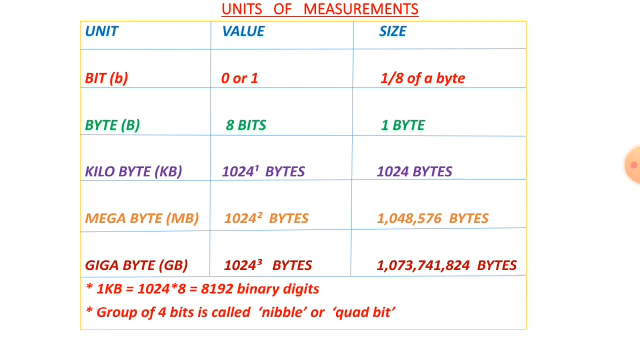 UNITS OF MEASUREMENTS
UNIT VALUE SIZE
BIT (b) 0 or 1 1/8 of a byte
BYTE (B) 8 BITS 1 BYTE
KILO BYTE (KB) 1024¹ BYTES 1024 BYTES
MEGA BYTE (MB) 1024² BYTES 1,048,576 BYTES
GIGA BYTE (GB) 1024³ BYTES 1,073,741,824 BYTES
* 1KB = 1024*8 = 8192 binary digits
* Group of 4 bits is called ‘nibble’ or ‘quad bit’